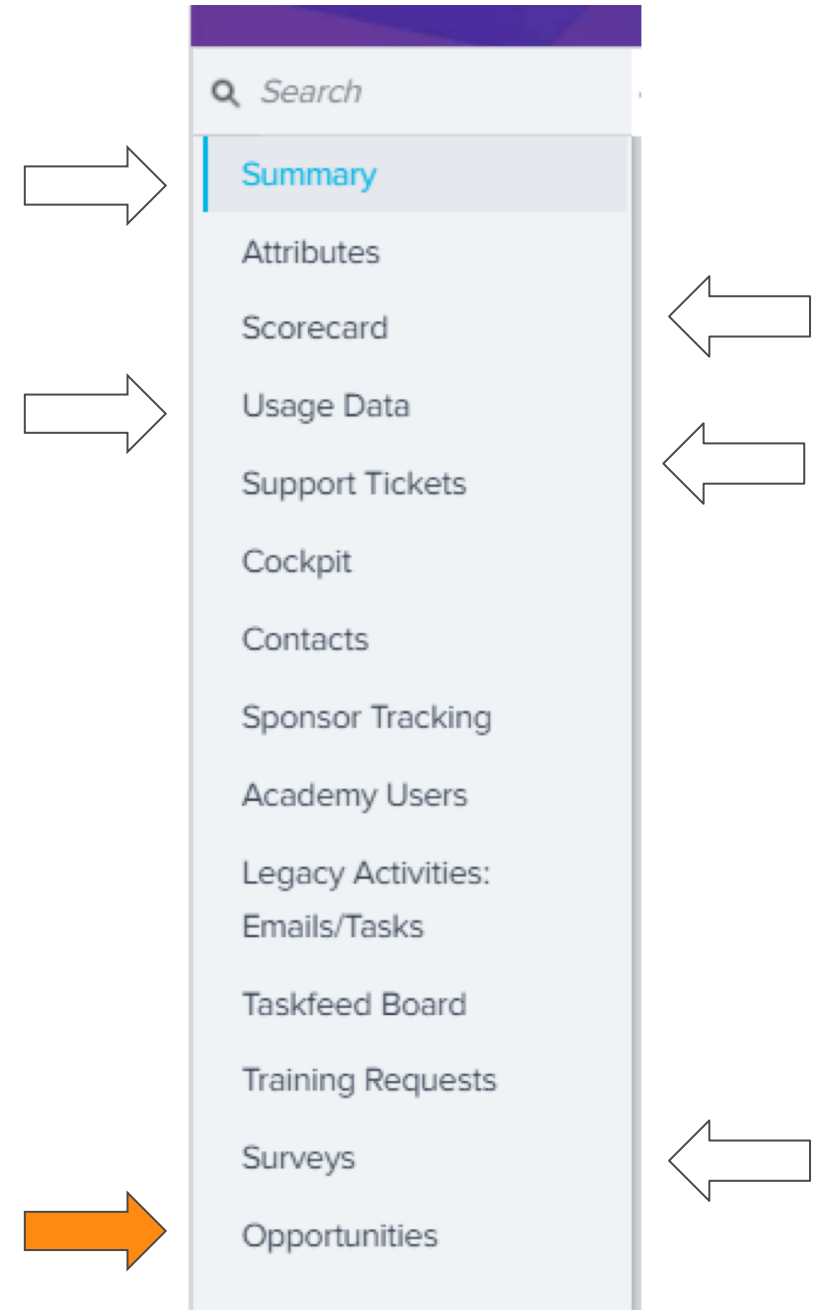 Search
Summary
Attributes
Scorecard
Usage Data
Support Tickets
Cockpit
Contacts
Sponsor Tracking
Academy Users
Legacy Activities:
Emails/Tasks
Taskfeed Board
Training Requests
Surveys
Opportunities